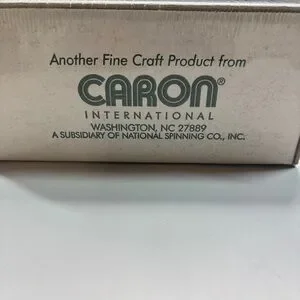 Another Fine Craft Product from
CARON®
INTERNATIONAL
WASHINGTON, NC 27889
A SUBSIDIARY OF NATIONAL SPINNING CO., INC.